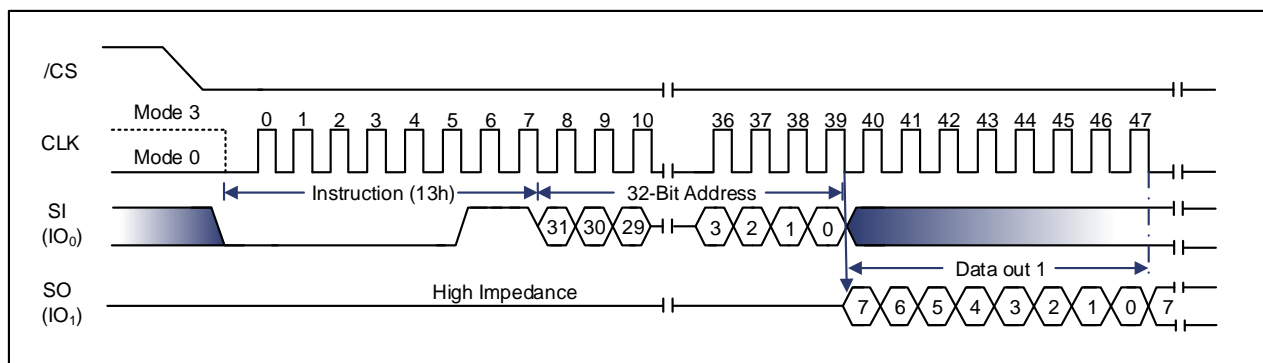 /CS
Mode 3
0 1 2 3 4 5 6 7 8 9 10 36 37 38 39 40 41 42 43 44 45 46 47
CLK
Mode 0
Instruction (13h) 32-Bit Address
SI
(IO₀)
31 30 29 3 2 1 0
Data out 1
SO
(IO₁)
High Impedance
7 6 5 4 3 2 1 0 7